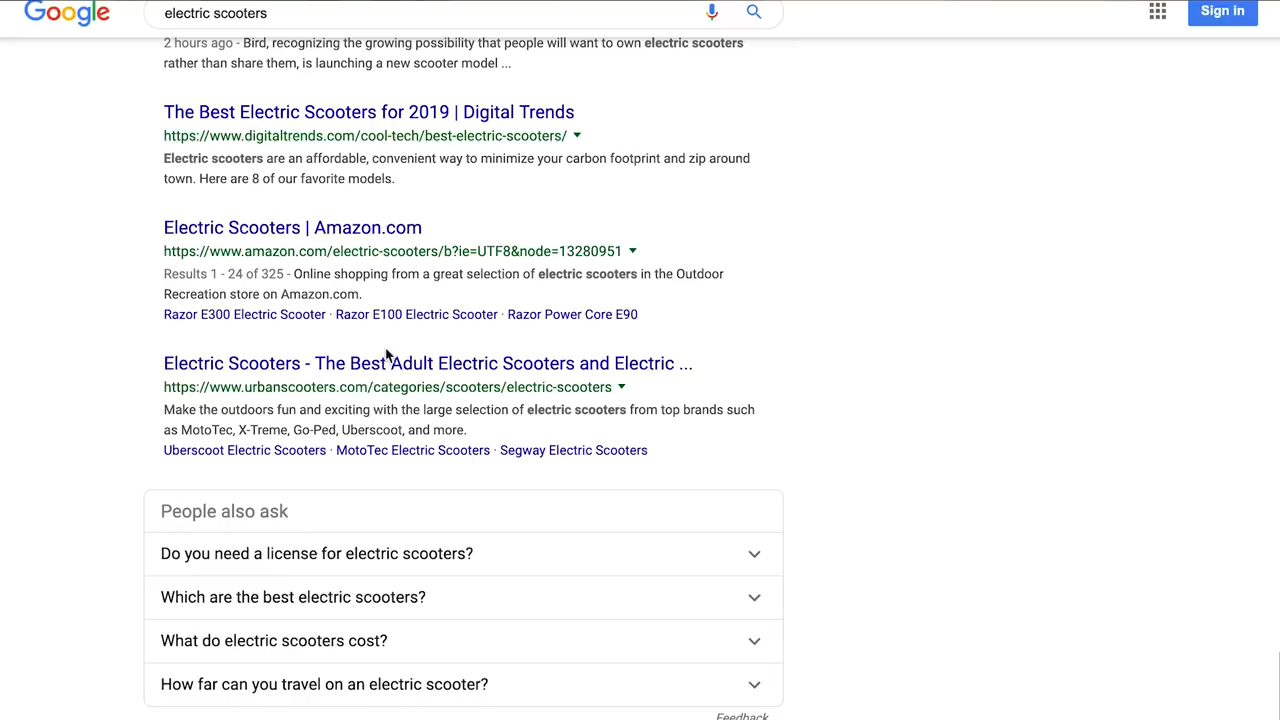 Google
electric scooters
Sign in
2 hours ago - Bird, recognizing the growing possibility that people will want to own electric scooters
rather than share them, is launching a new scooter model ...
The Best Electric Scooters for 2019 | Digital Trends
https://www.digitaltrends.com/cool-tech/best-electric-scooters/
Electric scooters are an affordable, convenient way to minimize your carbon footprint and zip around
town. Here are 8 of our favorite models.
Electric Scooters | Amazon.com
https://www.amazon.com/electric-scooters/b?ie=UTF8&node=13280951
Results 1 - 24 of 325 - Online shopping from a great selection of electric scooters in the Outdoor
Recreation store on Amazon.com.
Razor E300 Electric Scooter · Razor E100 Electric Scooter · Razor Power Core E90
Electric Scooters - The Best Adult Electric Scooters and Electric ...
https://www.urbanscooters.com/categories/scooters/electric-scooters
Make the outdoors fun and exciting with the large selection of electric scooters from top brands such
as MotoTec, X-Treme, Go-Ped, Uberscoot, and more.
Uberscoot Electric Scooters · MotoTec Electric Scooters · Segway Electric Scooters
People also ask
Do you need a license for electric scooters?
Which are the best electric scooters?
What do electric scooters cost?
How far can you travel on an electric scooter?
Feedback